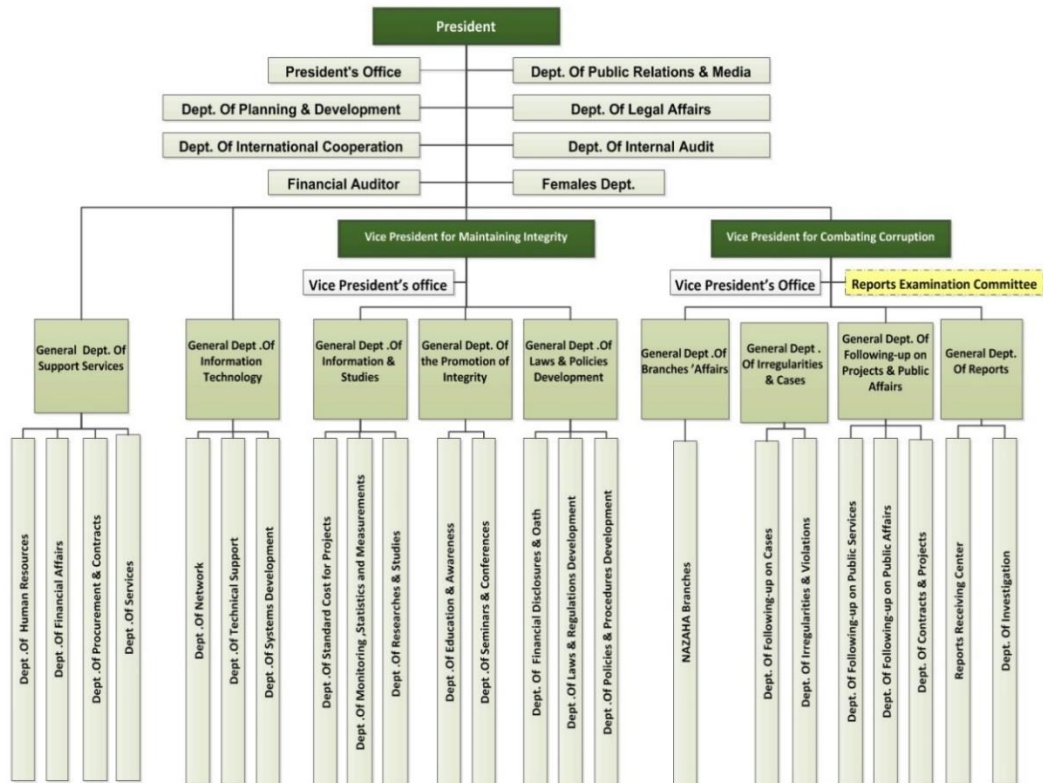 President
President's Office
Dept. Of Public Relations & Media
Dept. Of Planning & Development
Dept. Of Legal Affairs
Dept. Of International Cooperation
Dept. Of Internal Audit
Financial Auditor
Females Dept.
Vice President for Maintaining Integrity
Vice President for Combating Corruption
Vice President's office
Vice President's Office
Reports Examination Committee
General Dept. Of
Support Services
General Dept .Of
Information
Technology
General Dept .Of
Information &
Studies
General Dept. Of
the Promotion of
Integrity
General Dept .Of
Laws & Policies
Development
General Dept .Of
Branches 'Affairs
General Dept .
Of Irregularities
& Cases
General Dept. Of
Following-up on
Projects & Public
Affairs
General Dept.
Of Reports
Dept .Of Human Resources
Dept .Of Financial Affairs
Dept .Of Procurement & Contracts
Dept .Of Services
Dept .Of Network
Dept .Of Technical Support
Dept .Of Systems Development
Dept .Of Standard Cost for Projects
Dept .Of Monitoring ,Statistics and Measurements
Dept .Of Researches & Studies
Dept .Of Education & Awareness
Dept .Of Seminars & Conferences
Dept. Of Financial Disclosures & Oath
Dept .Of Laws & Regulations Development
Dept .Of Policies & Procedures Development
NAZAHA Branches
Dept. Of Following-up on Cases
Dept .Of Irregularities & Violations
Dept. Of Following-up on Public Services
Dept. Of Following-up on Public Affairs
Dept. Of Contracts & Projects
Reports Receiving Center
Dept. Of Investigation